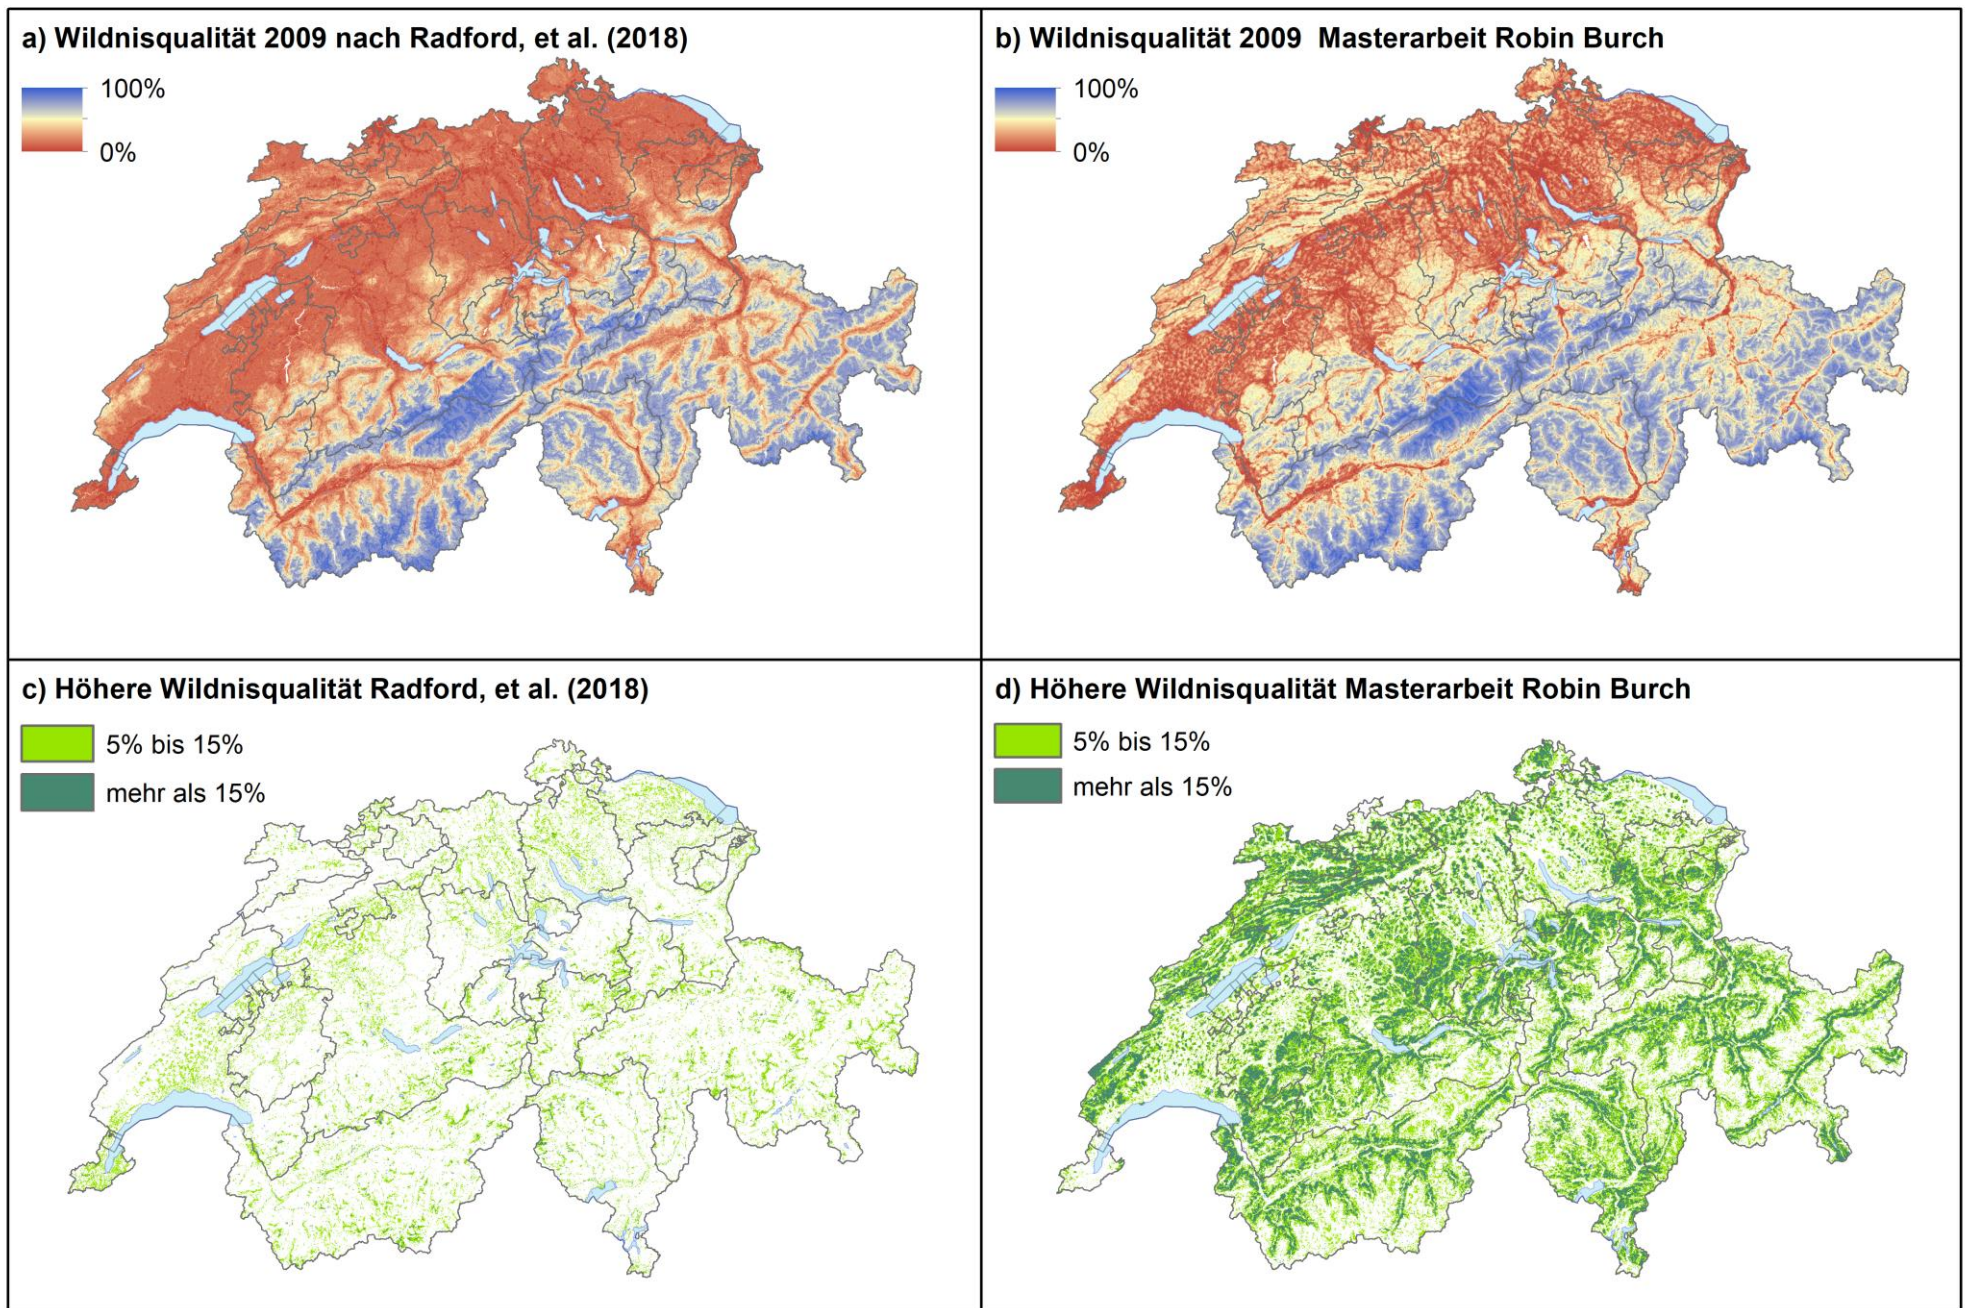 a) Wildnisqualität 2009 nach Radford, et al. (2018)
100%
0%
b) Wildnisqualität 2009  Masterarbeit Robin Burch
100%
0%
c) Höhere Wildnisqualität Radford, et al. (2018)
5% bis 15%
mehr als 15%
d) Höhere Wildnisqualität Masterarbeit Robin Burch
5% bis 15%
mehr als 15%